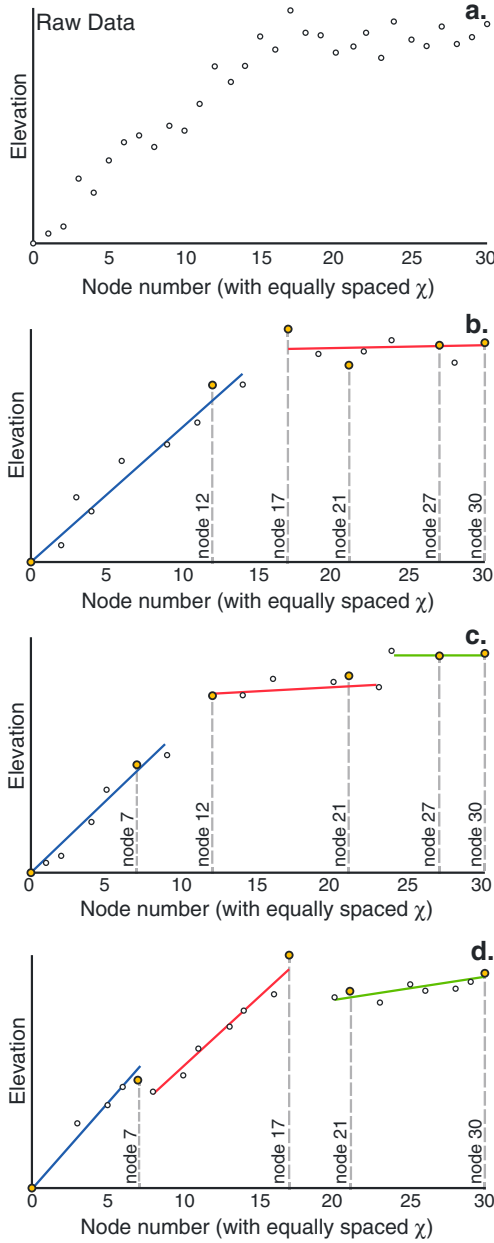 a.
Raw Data
Elevation
0 5 10 15 20 25 30
Node number (with equally spaced χ)
b.
Elevation
node 12
node 17
node 21
node 27
node 30
0 5 10 15 20 25 30
Node number (with equally spaced χ)
c.
Elevation
node 7
node 12
node 21
node 27
node 30
0 5 10 15 20 25 30
Node number (with equally spaced χ)
d.
Elevation
node 7
node 17
node 21
node 30
0 5 10 15 20 25 30
Node number (with equally spaced χ)